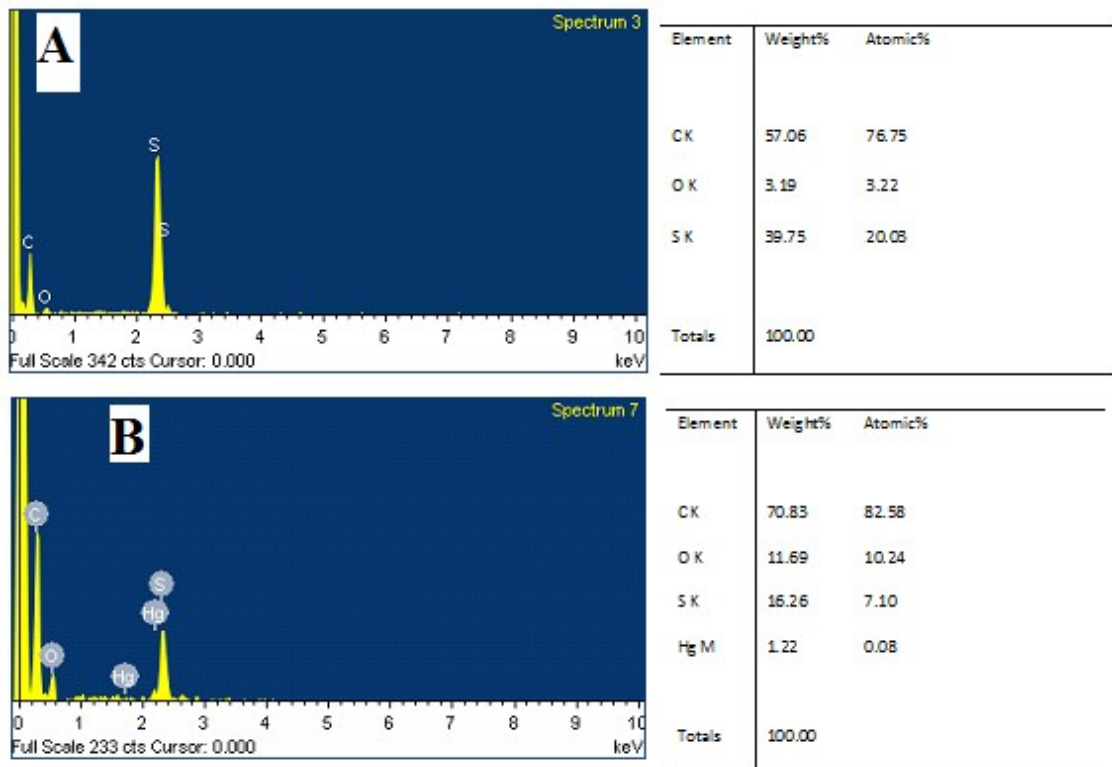 A
Spectrum 3
S
S
C
O
0 1 2 3 4 5 6 7 8 9 10
Full Scale 342 cts Cursor: 0.000 keV
Element Weight% Atomic%
C K 57.06 76.75
O K 3.19 3.22
S K 39.75 20.03
Totals 100.00
B
Spectrum 7
C
S
Hg
O
Hg
0 1 2 3 4 5 6 7 8 9 10
Full Scale 233 cts Cursor: 0.000 keV
Element Weight% Atomic%
C K 70.83 82.58
O K 11.69 10.24
S K 16.26 7.10
Hg M 1.22 0.08
Totals 100.00